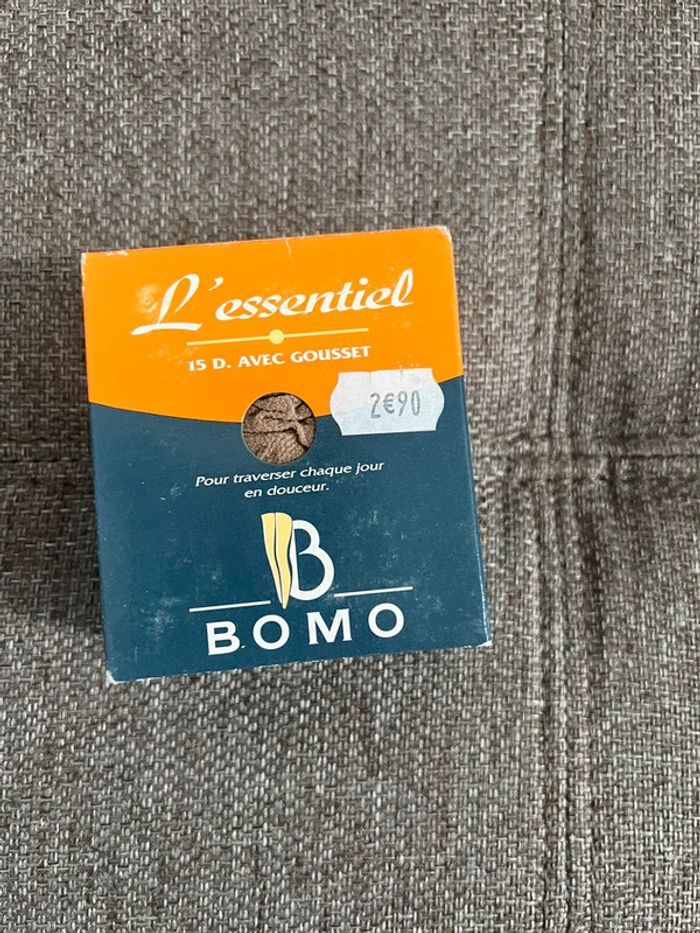 L'essentiel
15 D. AVEC GOUSSET
2€90
Pour traverser chaque jour
en douceur.
B
BOMO